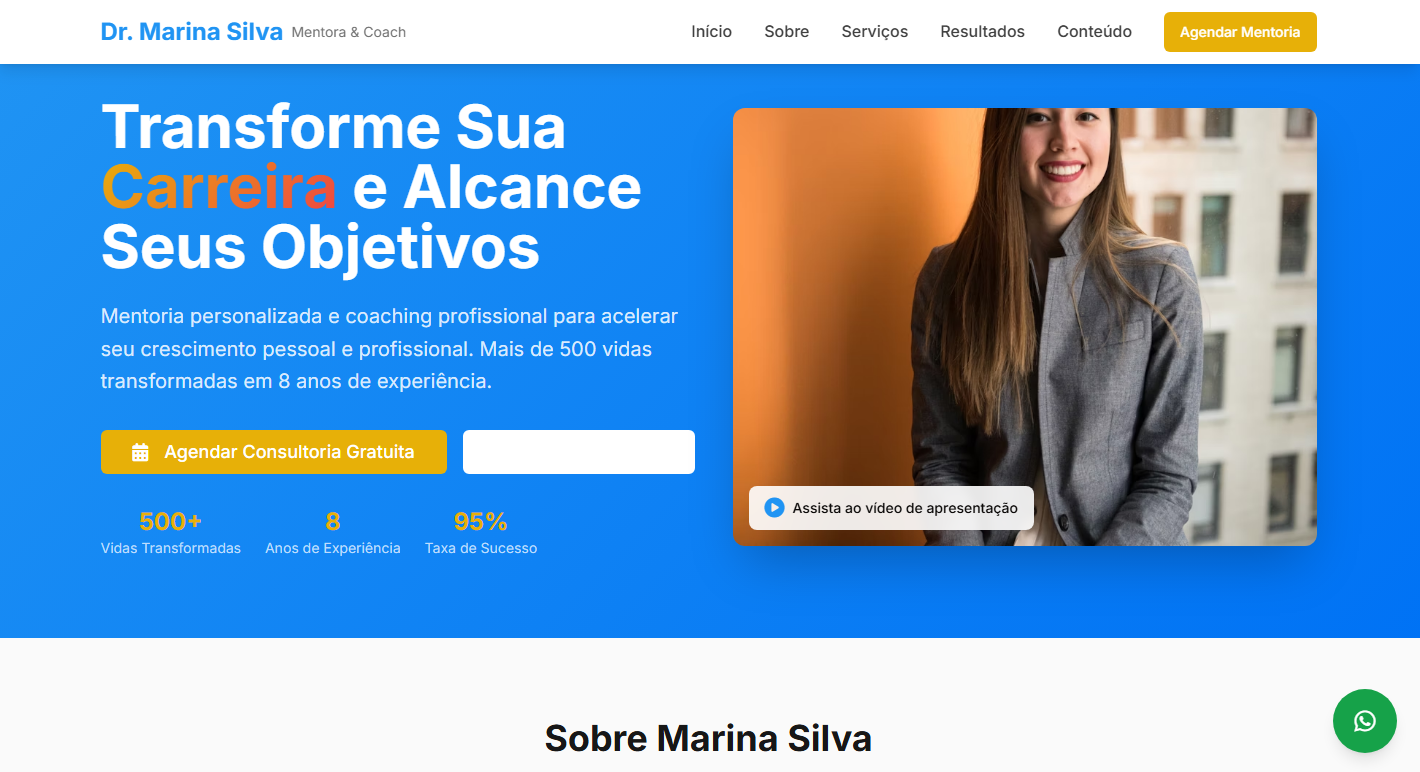 Dr. Marina Silva Mentora & Coach
Início Sobre Serviços Resultados Conteúdo Agendar Mentoria
Transforme Sua
Carreira e Alcance
Seus Objetivos
Mentoria personalizada e coaching profissional para acelerar
seu crescimento pessoal e profissional. Mais de 500 vidas
transformadas em 8 anos de experiência.
Agendar Consultoria Gratuita
500+ 8 95%
Vidas Transformadas Anos de Experiência Taxa de Sucesso
Assista ao vídeo de apresentação
Sobre Marina Silva